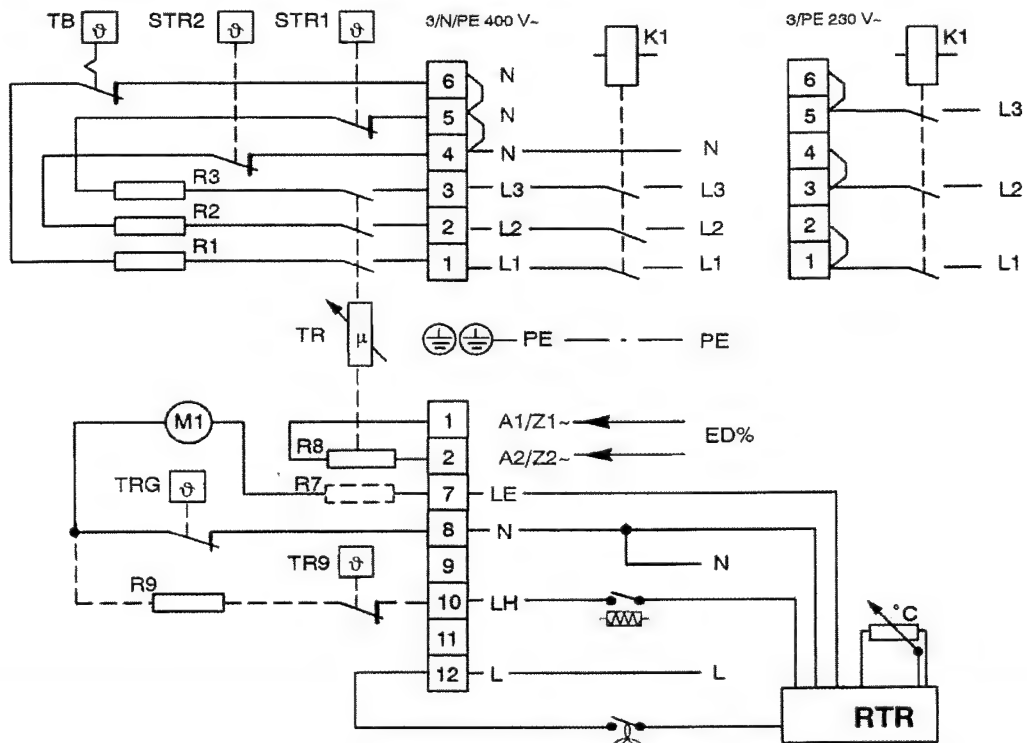 TB ϑ STR2 ϑ STR1 ϑ 3/N/PE 400 V~ K1 3/PE 230 V~ K1
6 N 6
5 N 5 L3
4 N N 4
R3 3 L3 L3 3 L2
R2 2 L2 L2 2
R1 1 L1 L1 1 L1
TR μ PE PE
M1 1 A1/Z1~ ED%
R8 2 A2/Z2~
TRG ϑ R7 7 LE
8 N N
TR9 ϑ 9
R9 10 LH °C
11
12 L L
RTR